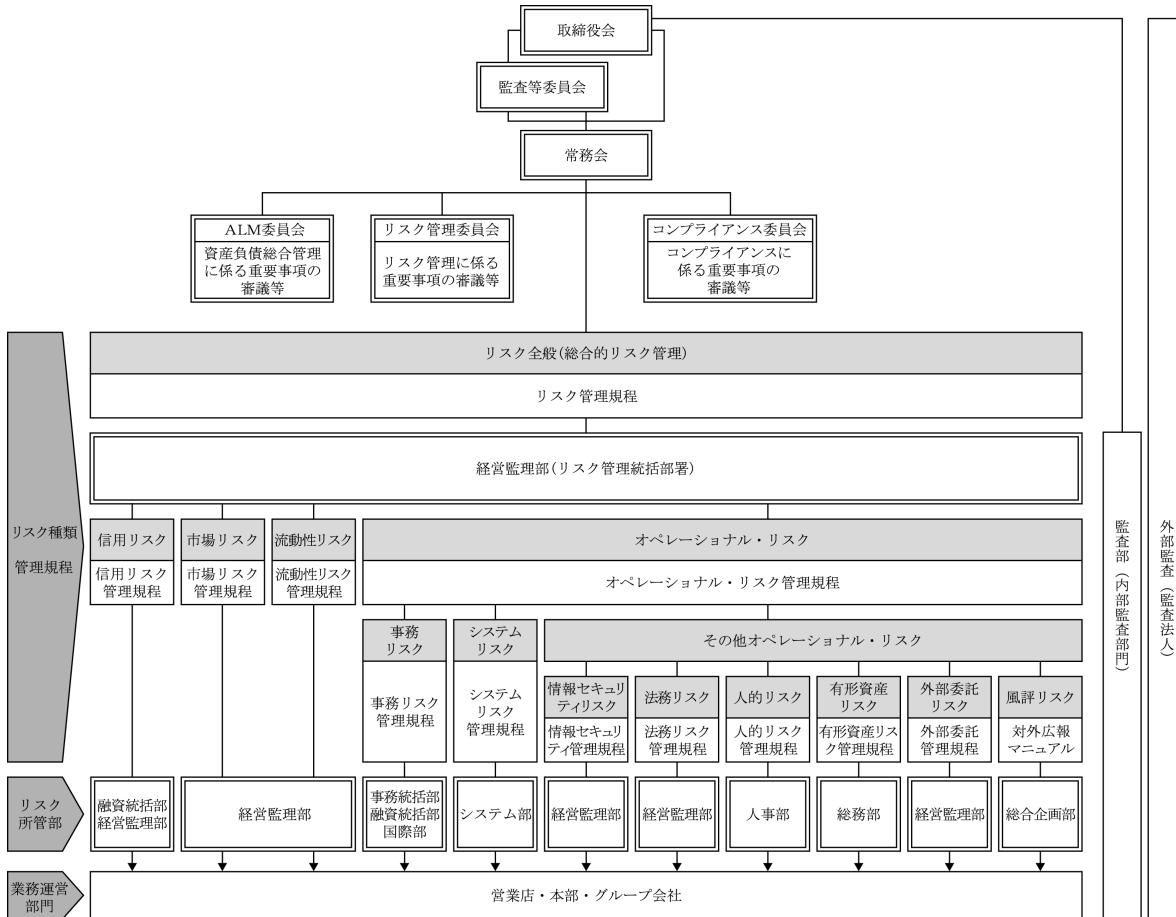 取締役会
監査等委員会
常務会
ALM委員会
資産負債総合管理
に係る重要事項の
審議等
リスク管理委員会
リスク管理に係る
重要事項の審議等
コンプライアンス委員会
コンプライアンスに
係る重要事項の
審議等
リスク種類
管理規程
リスク全般(総合的リスク管理)
リスク管理規程
経営監理部(リスク管理統括部署)
信用リスク
信用リスク
管理規程
市場リスク
市場リスク
管理規程
流動性リスク
流動性リスク
管理規程
オペレーショナル・リスク
オペレーショナル・リスク管理規程
事務
リスク
事務リスク
管理規程
システム
リスク
システム
リスク
管理規程
その他オペレーショナル・リスク
情報セキュリ
ティリスク
情報セキュリ
ティ管理規程
法務リスク
法務リスク
管理規程
人的リスク
人的リスク
管理規程
有形資産
リスク
有形資産リス
ク管理規程
外部委託
リスク
外部委託
管理規程
風評リスク
対外広報
マニュアル
リスク
所管部
融資統括部
経営監理部
経営監理部
事務統括部
融資統括部
国際部
システム部
経営監理部
経営監理部
人事部
総務部
経営監理部
総合企画部
業務運営
部門
営業店・本部・グループ会社
監査部(内部監査部門)
外部監査(監査法人)